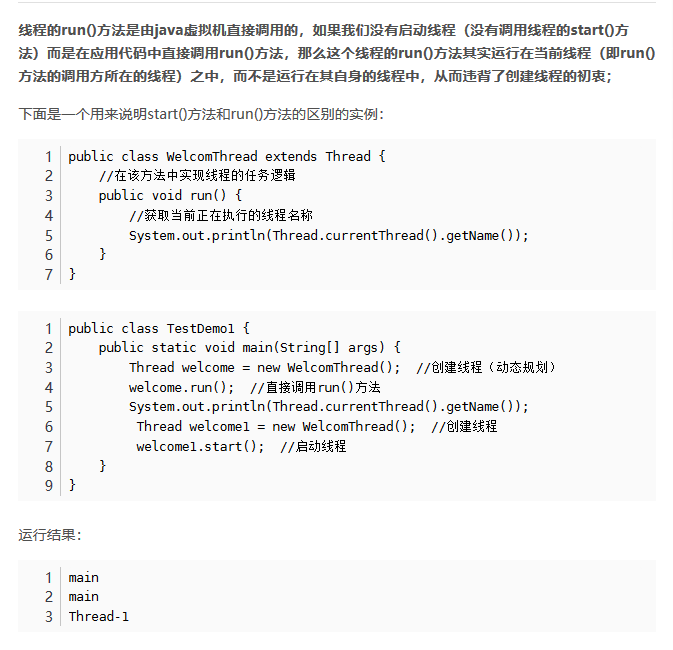 线程的run()方法是由java虚拟机直接调用的，如果我们没有启动线程（没有调用线程的start()方
法）而是在应用代码中直接调用run()方法，那么这个线程的run()方法其实运行在当前线程（即run()
方法的调用方所在的线程）之中，而不是运行在其自身的线程中，从而违背了创建线程的初衷；
下面是一个用来说明start()方法和run()方法的区别的实例：
1 public class WelcomThread extends Thread {
2     //在该方法中实现线程的任务逻辑
3     public void run() {
4         //获取当前正在执行的线程名称
5         System.out.println(Thread.currentThread().getName());
6     }
7 }
1 public class TestDemo1 {
2     public static void main(String[] args) {
3         Thread welcome = new WelcomThread();  //创建线程（动态规划）
4         welcome.run();  //直接调用run()方法
5         System.out.println(Thread.currentThread().getName());
6          Thread welcome1 = new WelcomThread();  //创建线程
7          welcome1.start();  //启动线程
8     }
9 }
运行结果：
1 main
2 main
3 Thread-1